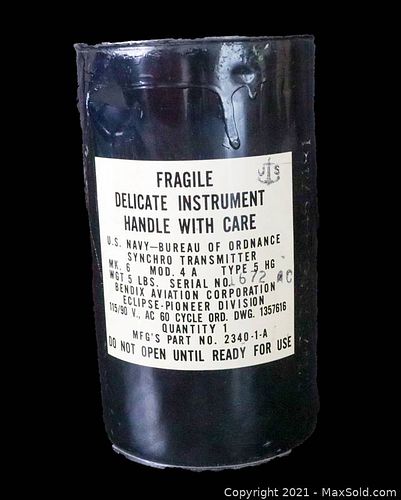 U S
FRAGILE
DELICATE INSTRUMENT
HANDLE WITH CARE
U.S. NAVY—BUREAU OF ORDNANCE
SYNCHRO TRANSMITTER
MK. 6 MOD. 4 A TYPE 5 HG
WGT 5 LBS. SERIAL NO. 1672
BENDIX AVIATION CORPORATION
ECLIPSE-PIONEER DIVISION
115/90 V., AC 60 CYCLE ORD. DWG. 1357616
QUANTITY 1
MFG'S PART NO. 2340-1-A
DO NOT OPEN UNTIL READY FOR USE
Copyright 2021 - MaxSold.com